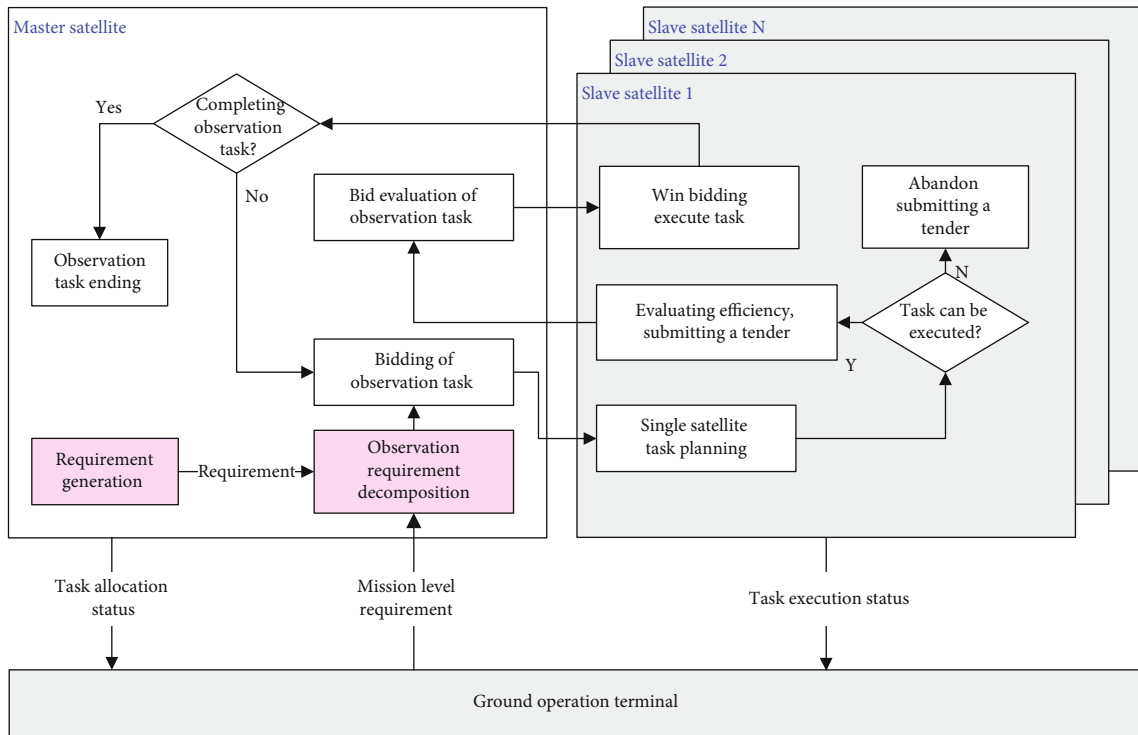 Master satellite
Yes
Completing
observation
task?
No
Observation
task ending
Bid evaluation of
observation task
Bidding of
observation task
Requirement
generation
Requirement
Observation
requirement
decomposition
Slave satellite N
Slave satellite 2
Slave satellite 1
Win bidding
execute task
Abandon
submitting a
tender
N
Evaluating efficiency,
submitting a tender
Task can be
executed?
Y
Single satellite
task planning
Task allocation
status
Mission level
requirement
Task execution status
Ground operation terminal